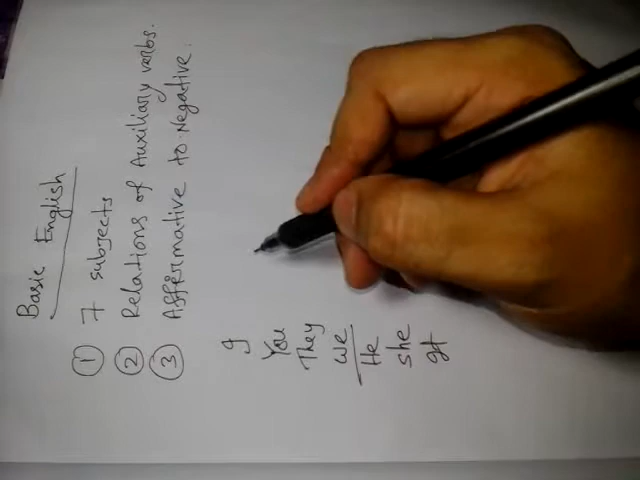 Basic English
① 7 subjects
② Relations of Auxiliary verbs.
③ Affirmative to Negative.
I
You
They
We
He
she
It